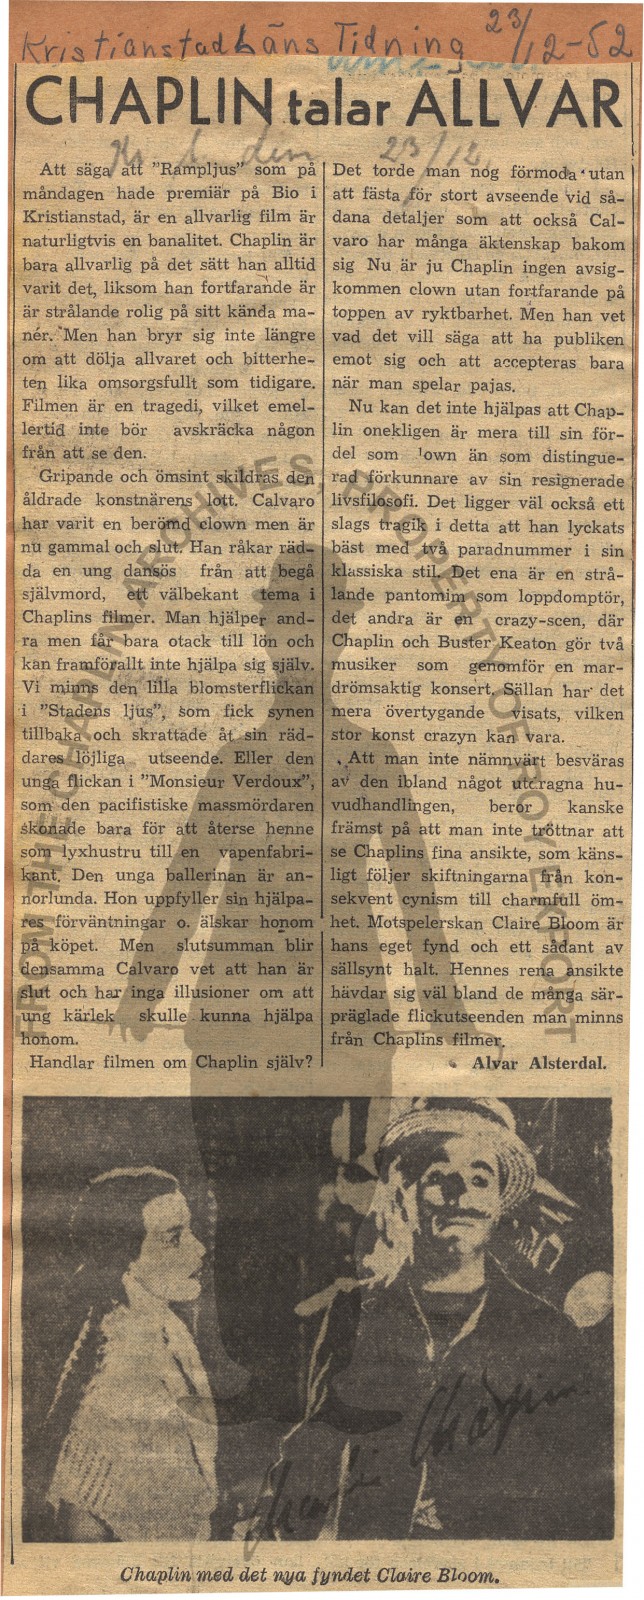 Kristianstad Läns Tidning 23/12-52
CHAPLIN talar ALLVAR
23/12
Att säga att "Rampljus" som på
måndagen hade premiär på Bio i
Kristianstad, är en allvarlig film är
naturligtvis en banalitet. Chaplin är
bara allvarlig på det sätt han alltid
varit det, liksom han fortfarande är
är strålande rolig på sitt kända ma-
nér. Men han bryr sig inte längre
om att dölja allvaret och bitterhe-
ten lika omsorgsfullt som tidigare.
Filmen är en tragedi, vilket emel-
lertid inte bör avskräcka någon
från att se den.
Gripande och ömsint skildras den
åldrade konstnärens lott. Calvaro
har varit en berömd clown men är
nu gammal och slut. Han råkar räd-
da en ung dansös från att begå
självmord, ett välbekant tema i
Chaplins filmer. Man hjälper and-
ra men får bara otack till lön och
kan framförallt inte hjälpa sig själv.
Vi minns den lilla blomsterflickan
i "Stadens ljus", som fick synen
tillbaka och skrattade åt sin räd-
dares löjliga utseende. Eller den
unga flickan i "Monsieur Verdoux",
som den pacifistiske massmördaren
skonade bara för att återse henne
som lyxhustru till en vapenfabri-
kant. Den unga ballerinan är an-
norlunda. Hon uppfyller sin hjälpa-
res förväntningar o. älskar honom
på köpet. Men slutsumman blir
densamma Calvaro vet att han är
slut och har inga illusioner om att
ung kärlek skulle kunna hjälpa
honom.
Handlar filmen om Chaplin själv?
Det torde man nog förmoda utan
att fästa för stort avseende vid så-
dana detaljer som att också Cal-
varo har många äktenskap bakom
sig Nu är ju Chaplin ingen avsig-
kommen clown utan fortfarande på
toppen av ryktbarhet. Men han vet
vad det vill säga att ha publiken
emot sig och att accepteras bara
när man spelar pajas.
Nu kan det inte hjälpas att Chap-
lin onekligen är mera till sin för-
del som lown än som distingue-
rad förkunnare av sin resignerade
livsfilosofi. Det ligger väl också ett
slags tragik i detta att han lyckats
bäst med två paradnummer i sin
klassiska stil. Det ena är en strå-
lande pantomim som loppdomptör,
det andra är en crazy-scen, där
Chaplin och Buster Keaton gör två
musiker som genomför en mar-
drömsaktig konsert. Sällan har det
mera övertygande visats, vilken
stor konst crazyn kan vara.
Att man inte nämnvärt besväras
av den ibland något utdragna hu-
vudhandlingen, beror kanske
främst på att man inte tröttnar att
se Chaplins fina ansikte, som käns-
ligt följer skiftningarna från kon-
sekvent cynism till charmfull öm-
het. Motspelerskan Claire Bloom är
hans eget fynd och ett sådant av
sällsynt halt. Hennes rena ansikte
hävdar sig väl bland de många sär-
präglade flickutseenden man minns
från Chaplins filmer.
Alvar Alsterdal.
FROM THE CHAPLIN ARCHIVES PROPERTY OF ROY EXPORT
Charlie Chaplin
Chaplin med det nya fyndet Claire Bloom.